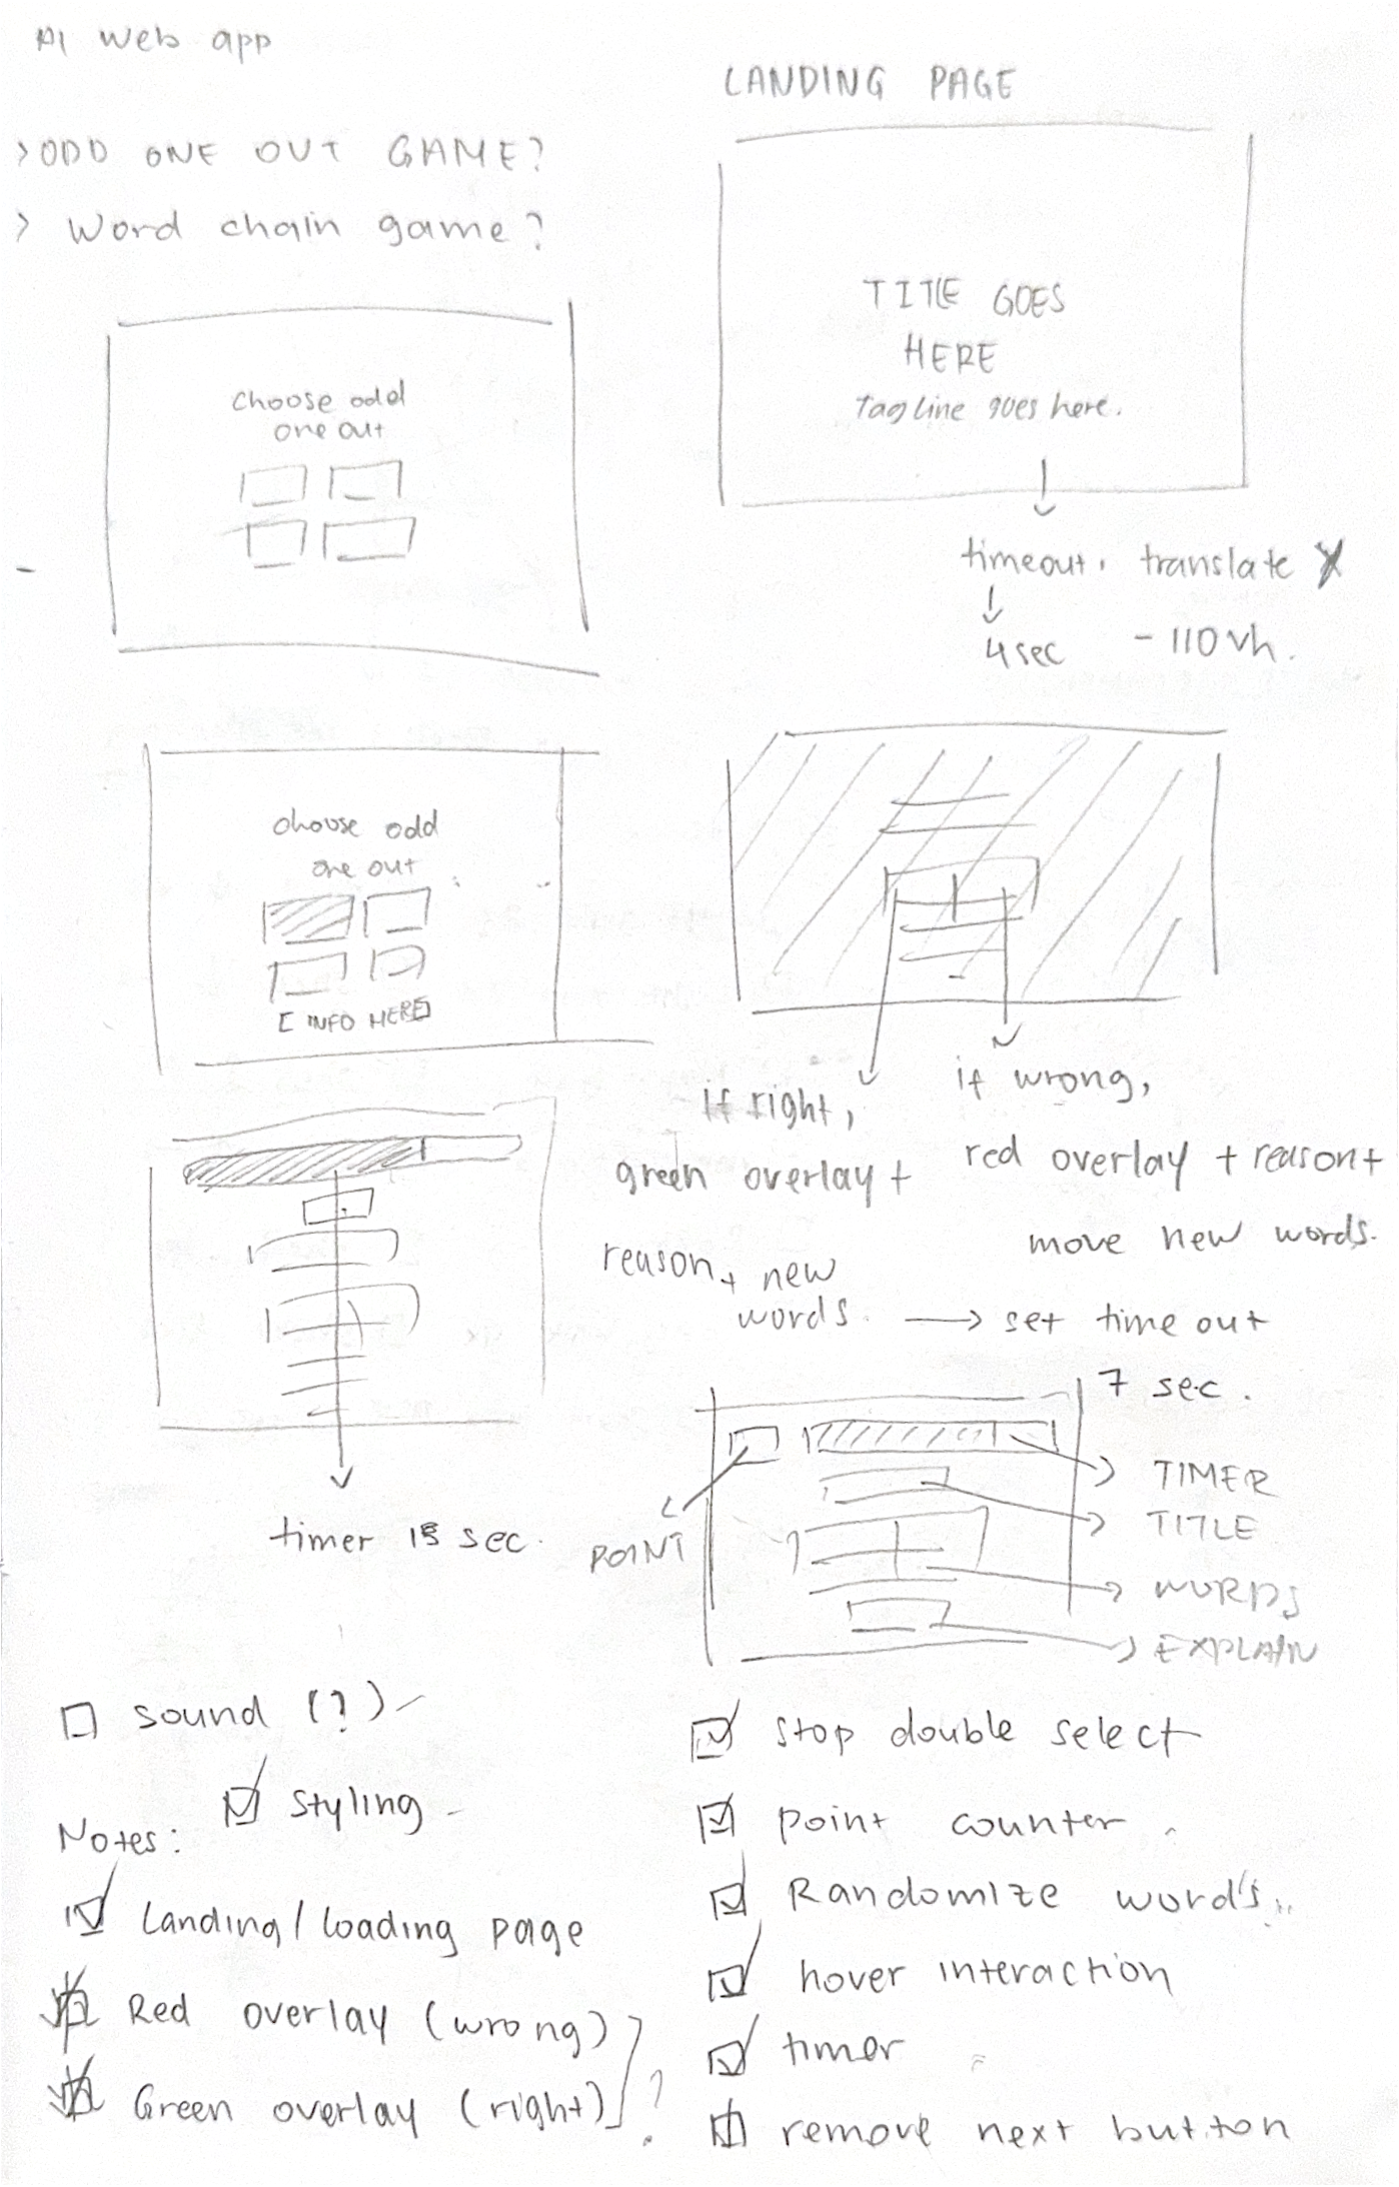 AI web app
> ODD ONE OUT GAME?
> Word chain game?
choose odd
one out
choose odd
one out
[INFO HERE]
timer 15 sec.
LANDING PAGE
TITLE GOES
HERE
Tagline goes here.
timeout. translate Y
4 sec - 110 vh.
if right,
green overlay +
reason + new
words.
if wrong,
red overlay + reason +
move new words.
→ set time out
7 sec.
POINT
TIMER
TITLE
WORDS
EXPLAIN
sound (?)
styling
Notes:
Landing/loading page
Red overlay (wrong)
Green overlay (right)
?
stop double select
point counter.
Randomize words
hover interaction
timer
remove next button